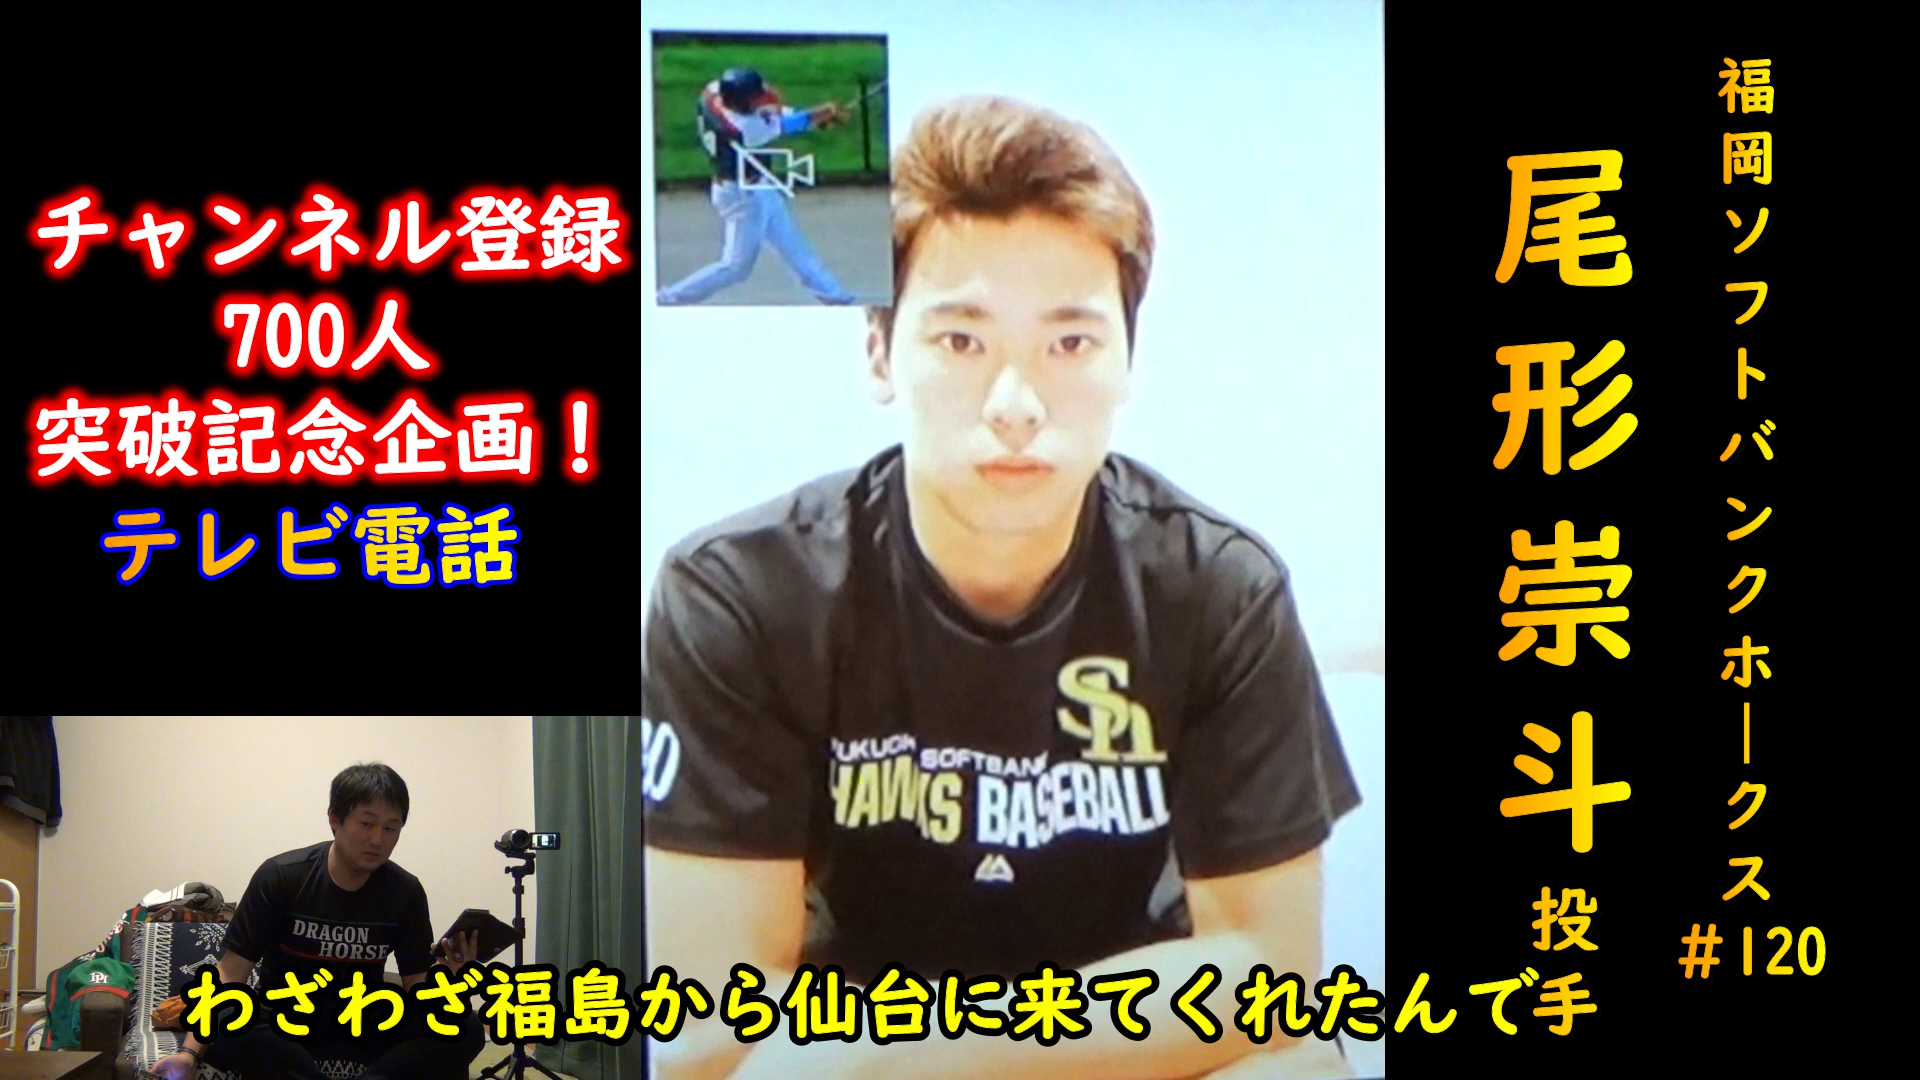 チャンネル登録
700人
突破記念企画！
テレビ電話
福岡ソフトバンクホークス
#120
尾形崇斗投手
Sh
FUKUOK SOFTBANK
HAWKS BASEBALL
DRAGON
HORSE
DH
わざわざ福島から仙台に来てくれたんで